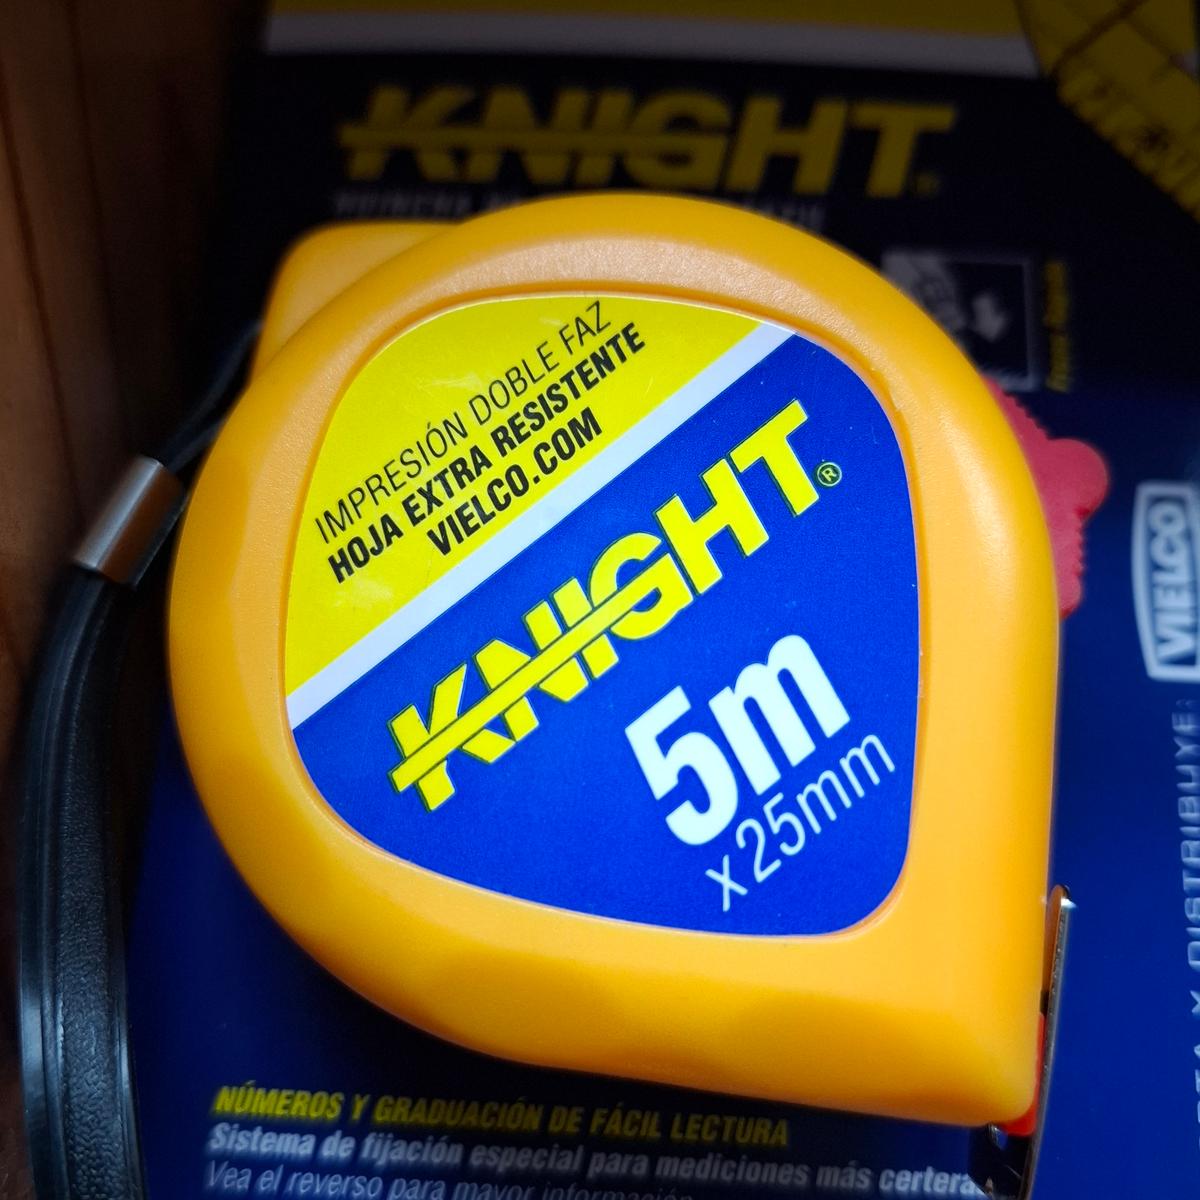 KNIGHT®
IMPRESIÓN DOBLE FAZ
HOJA EXTRA RESISTENTE
VIELCO.COM
KNIGHT®
5m
x25mm
VIELCO
DISTRIBUYE:
NÚMEROS Y GRADUACIÓN DE FÁCIL LECTURA
Sistema de fijación especial para mediciones más certeras
Vea el reverso para mayor información